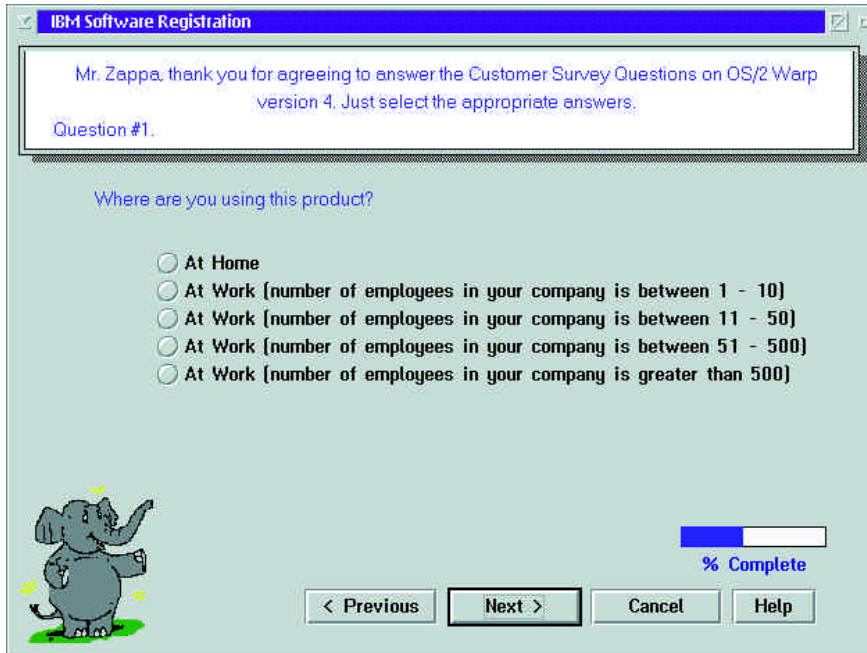 IBM Software Registration
Mr. Zappa, thank you for agreeing to answer the Customer Survey Questions on OS/2 Warp
version 4. Just select the appropriate answers.
Question #1.
Where are you using this product?
At Home
At Work (number of employees in your company is between 1 - 10)
At Work (number of employees in your company is between 11 - 50)
At Work (number of employees in your company is between 51 - 500)
At Work (number of employees in your company is greater than 500)
% Complete
< Previous
Next >
Cancel
Help